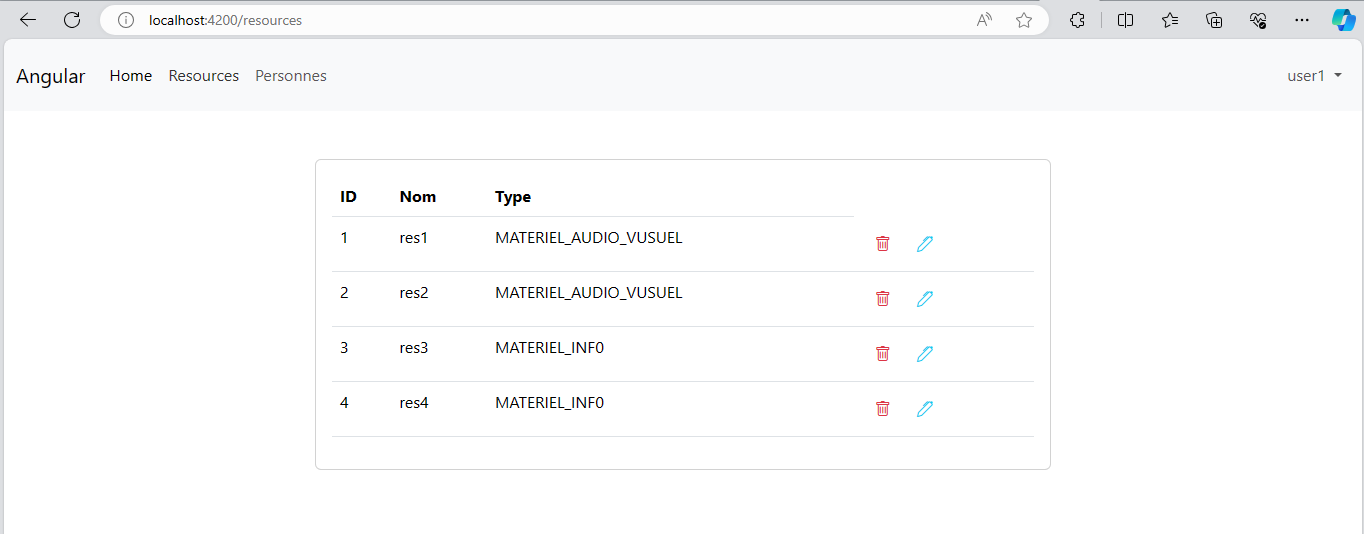 localhost:4200/resources
Angular Home Resources Personnes user1
ID Nom Type
1 res1 MATERIEL_AUDIO_VUSUEL
2 res2 MATERIEL_AUDIO_VUSUEL
3 res3 MATERIEL_INF0
4 res4 MATERIEL_INF0